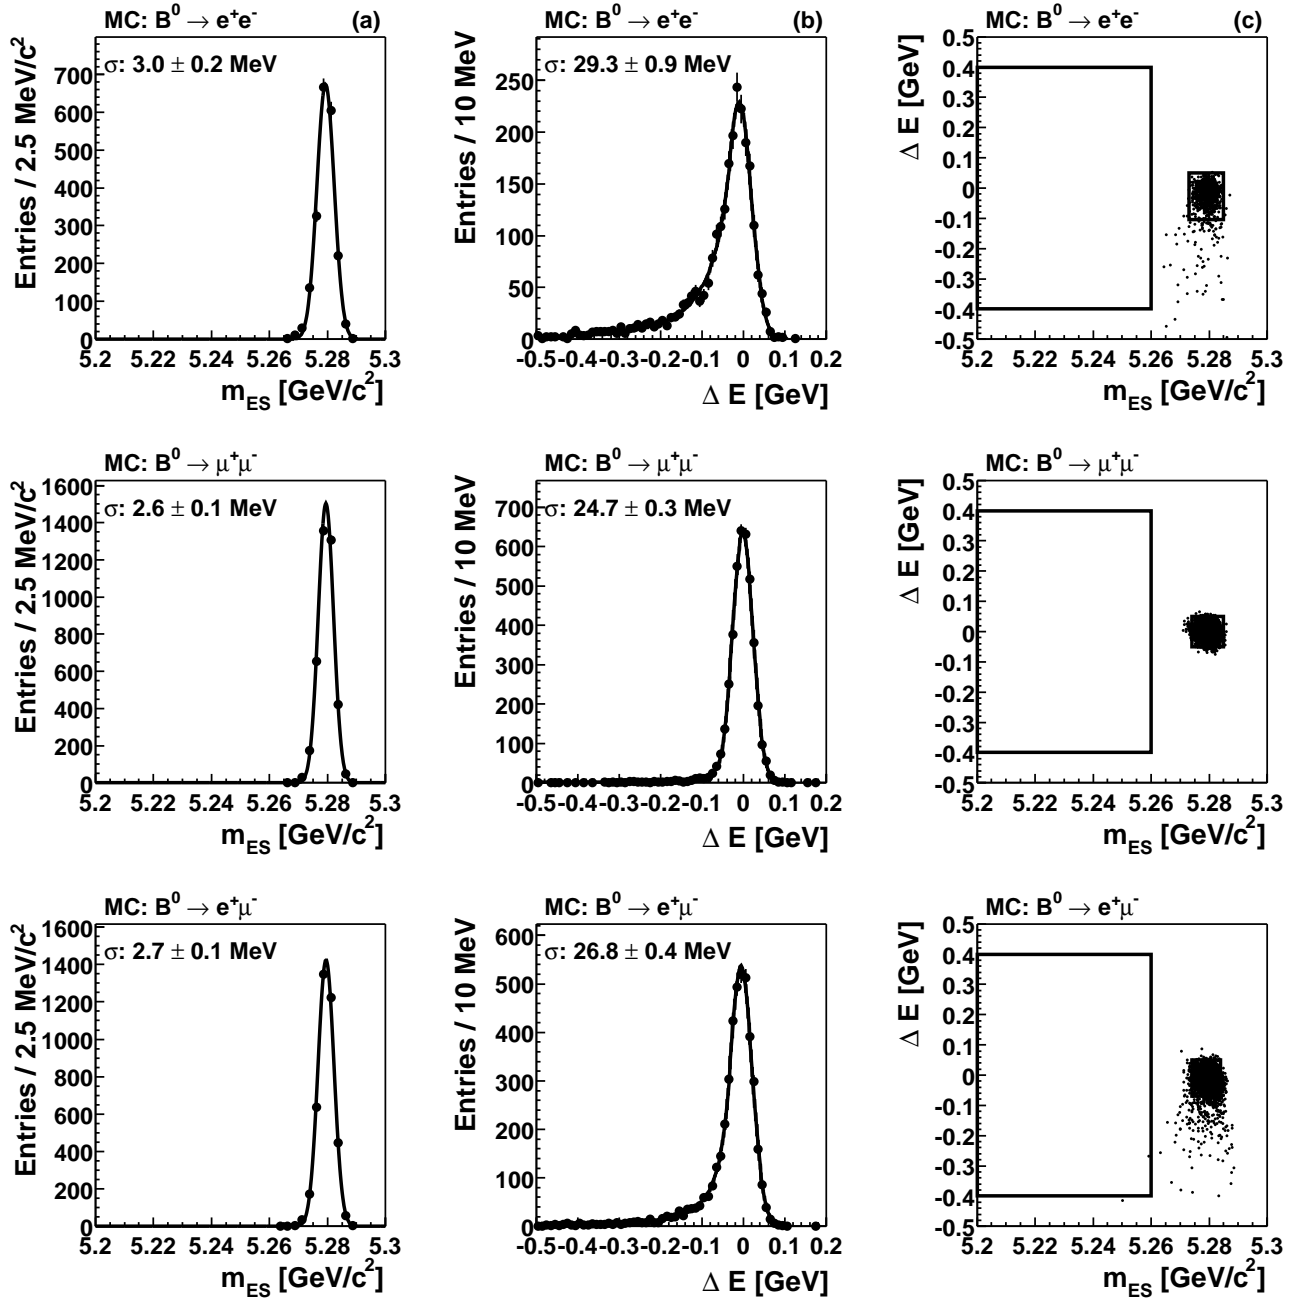 MC: B⁰ → e⁺e⁻ (a)
σ: 3.0 ± 0.2 MeV
Entries / 2.5 MeV/c²
700
600
500
400
300
200
100
0
5.2 5.22 5.24 5.26 5.28 5.3
m_ES [GeV/c²]
MC: B⁰ → e⁺e⁻ (b)
σ: 29.3 ± 0.9 MeV
Entries / 10 MeV
250
200
150
100
50
0
-0.5 -0.4 -0.3 -0.2 -0.1 0 0.1 0.2
Δ E [GeV]
MC: B⁰ → e⁺e⁻ (c)
Δ E [GeV]
0.5
0.4
0.3
0.2
0.1
0
-0.1
-0.2
-0.3
-0.4
-0.5
5.2 5.22 5.24 5.26 5.28 5.3
m_ES [GeV/c²]
MC: B⁰ → μ⁺μ⁻
σ: 2.6 ± 0.1 MeV
Entries / 2.5 MeV/c²
1600
1400
1200
1000
800
600
400
200
0
5.2 5.22 5.24 5.26 5.28 5.3
m_ES [GeV/c²]
MC: B⁰ → μ⁺μ⁻
σ: 24.7 ± 0.3 MeV
Entries / 10 MeV
700
600
500
400
300
200
100
0
-0.5 -0.4 -0.3 -0.2 -0.1 0 0.1 0.2
Δ E [GeV]
MC: B⁰ → μ⁺μ⁻
Δ E [GeV]
0.5
0.4
0.3
0.2
0.1
0
-0.1
-0.2
-0.3
-0.4
-0.5
5.2 5.22 5.24 5.26 5.28 5.3
m_ES [GeV/c²]
MC: B⁰ → e⁺μ⁻
σ: 2.7 ± 0.1 MeV
Entries / 2.5 MeV/c²
1600
1400
1200
1000
800
600
400
200
0
5.2 5.22 5.24 5.26 5.28 5.3
m_ES [GeV/c²]
MC: B⁰ → e⁺μ⁻
σ: 26.8 ± 0.4 MeV
Entries / 10 MeV
600
500
400
300
200
100
0
-0.5 -0.4 -0.3 -0.2 -0.1 0 0.1 0.2
Δ E [GeV]
MC: B⁰ → e⁺μ⁻
Δ E [GeV]
0.5
0.4
0.3
0.2
0.1
0
-0.1
-0.2
-0.3
-0.4
-0.5
5.2 5.22 5.24 5.26 5.28 5.3
m_ES [GeV/c²]